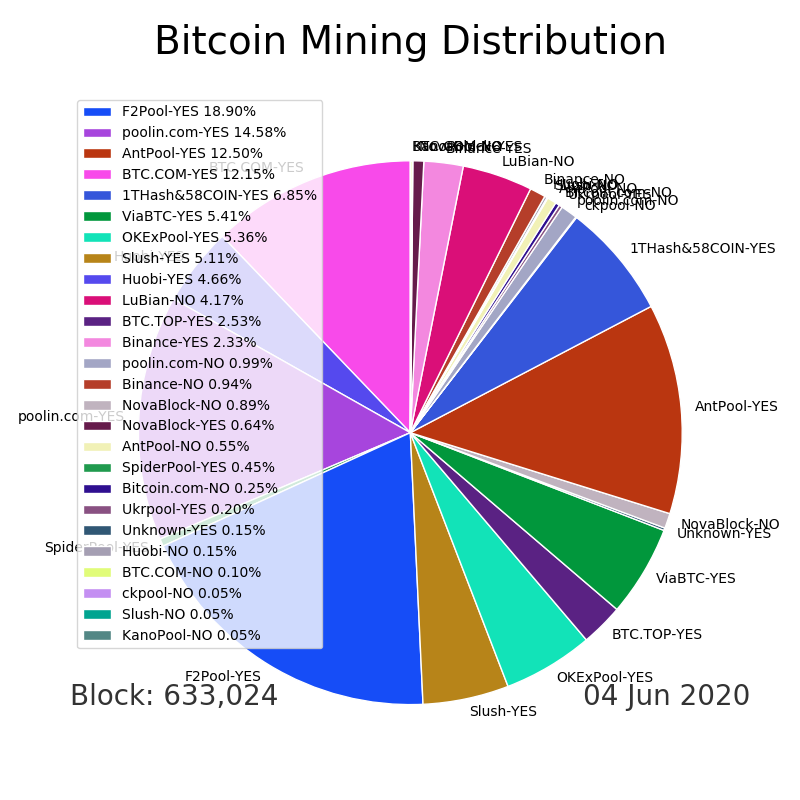 Bitcoin Mining Distribution
F2Pool-YES 18.90%
poolin.com-YES 14.58%
AntPool-YES 12.50%
BTC.COM-YES 12.15%
1THash&58COIN-YES 6.85%
ViaBTC-YES 5.41%
OKExPool-YES 5.36%
Slush-YES 5.11%
Huobi-YES 4.66%
LuBian-NO 4.17%
BTC.TOP-YES 2.53%
Binance-YES 2.33%
poolin.com-NO 0.99%
Binance-NO 0.94%
NovaBlock-NO 0.89%
NovaBlock-YES 0.64%
AntPool-NO 0.55%
SpiderPool-YES 0.45%
Bitcoin.com-NO 0.25%
Ukrpool-YES 0.20%
Unknown-YES 0.15%
Huobi-NO 0.15%
BTC.COM-NO 0.10%
ckpool-NO 0.05%
Slush-NO 0.05%
KanoPool-NO 0.05%
BTC.COM-YES
poolin.com-YES
SpiderPool-YES
F2Pool-YES
Slush-YES
OKExPool-YES
BTC.TOP-YES
ViaBTC-YES
Unknown-YES
NovaBlock-NO
AntPool-YES
1THash&58COIN-YES
ckpool-NO
poolin.com-NO
Binance-NO
LuBian-NO
Binance-YES
Block: 633,024
04 Jun 2020